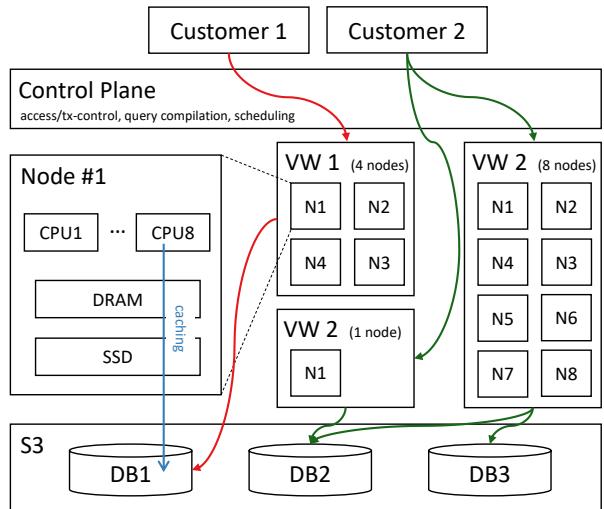 Customer 1
Customer 2
Control Plane
access/tx-control, query compilation, scheduling
Node #1
CPU1
...
CPU8
DRAM
SSD
caching
VW 1 (4 nodes)
N1
N2
N4
N3
VW 2 (1 node)
N1
VW 2 (8 nodes)
N1
N2
N4
N3
N5
N6
N7
N8
S3
DB1
DB2
DB3